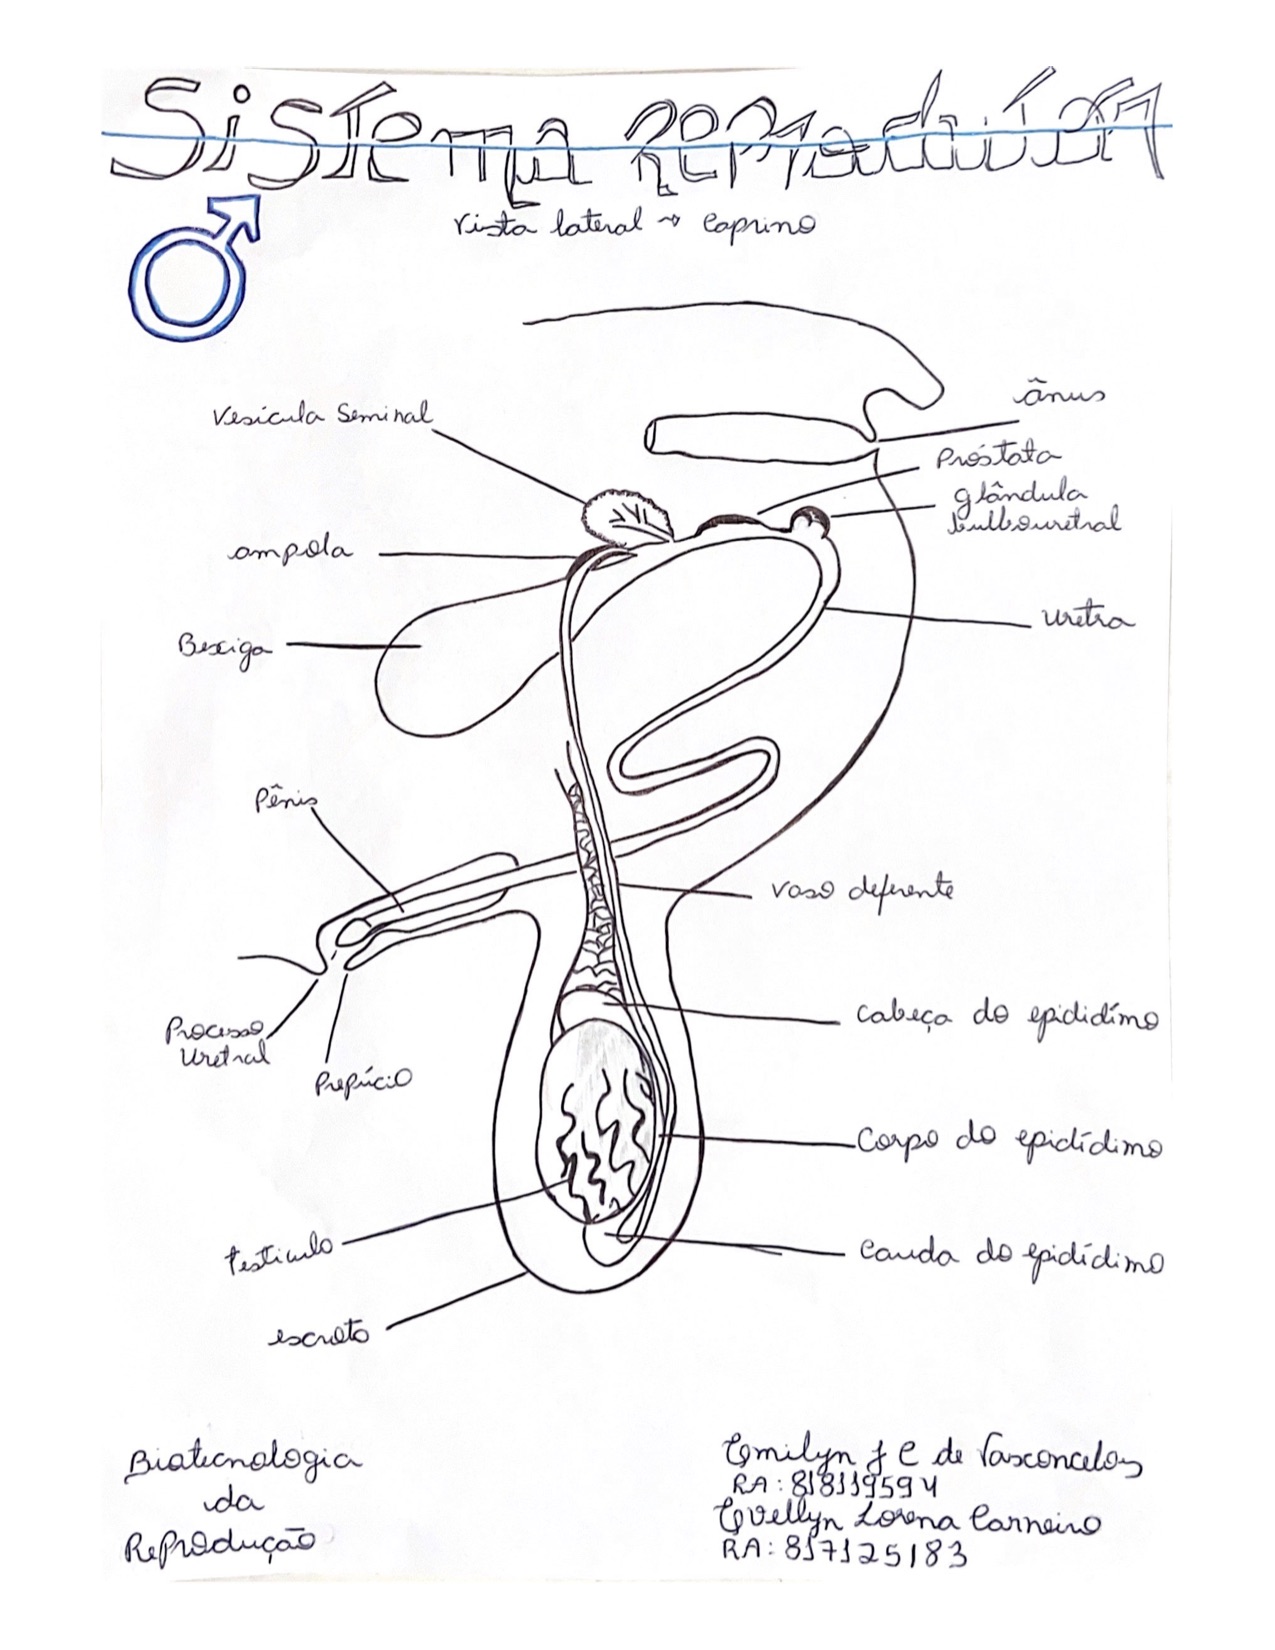 Sistema Reprodutor
Vista lateral → Caprino
ânus
Vesícula Seminal
Próstata
glândula
bulbouretral
ampola
uretra
Bexiga
Pênis
vaso deferente
Cabeça do epididímo
Processo
Uretral
Prepúcio
Corpo do epidídimo
testiculo
Cauda do epidídimo
escroto
Biotecnologia
da
Reprodução
Emilyn J C de Vasconcelos
RA: 818119594
Evellyn Lorena Carneiro
RA: 817125183